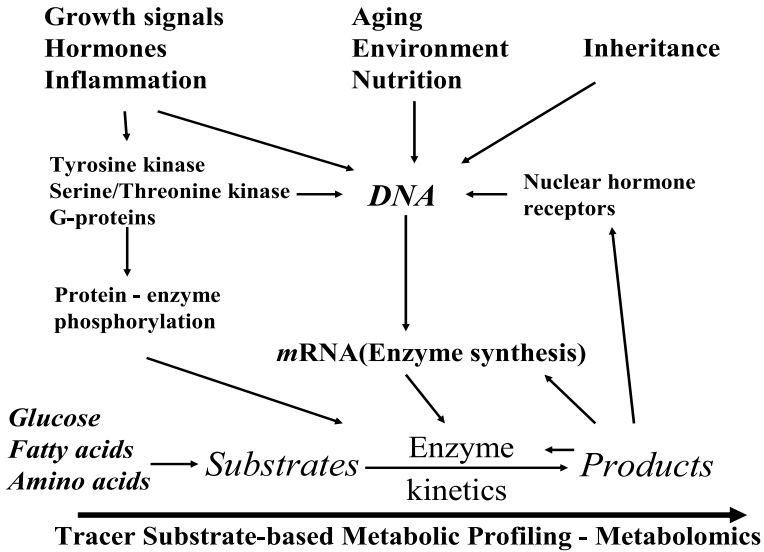 Growth signals
Hormones
Inflammation
Aging
Environment
Nutrition
Inheritance
Tyrosine kinase
Serine/Threonine kinase
G-proteins
DNA
Nuclear hormone
receptors
Protein - enzyme
phosphorylation
mRNA(Enzyme synthesis)
Glucose
Fatty acids
Amino acids
Substrates
Enzyme
kinetics
Products
Tracer Substrate-based Metabolic Profiling - Metabolomics